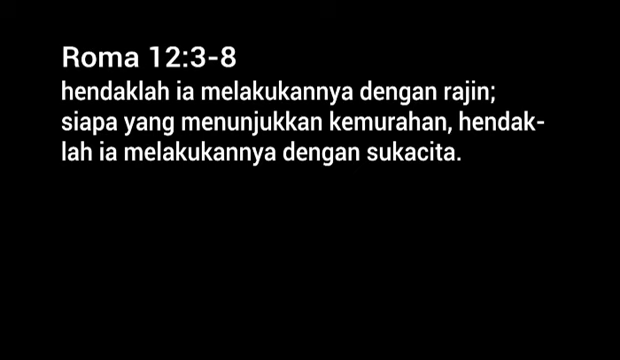 Roma 12:3-8
hendaklah ia melakukannya dengan rajin;
siapa yang menunjukkan kemurahan, hendak-
lah ia melakukannya dengan sukacita.